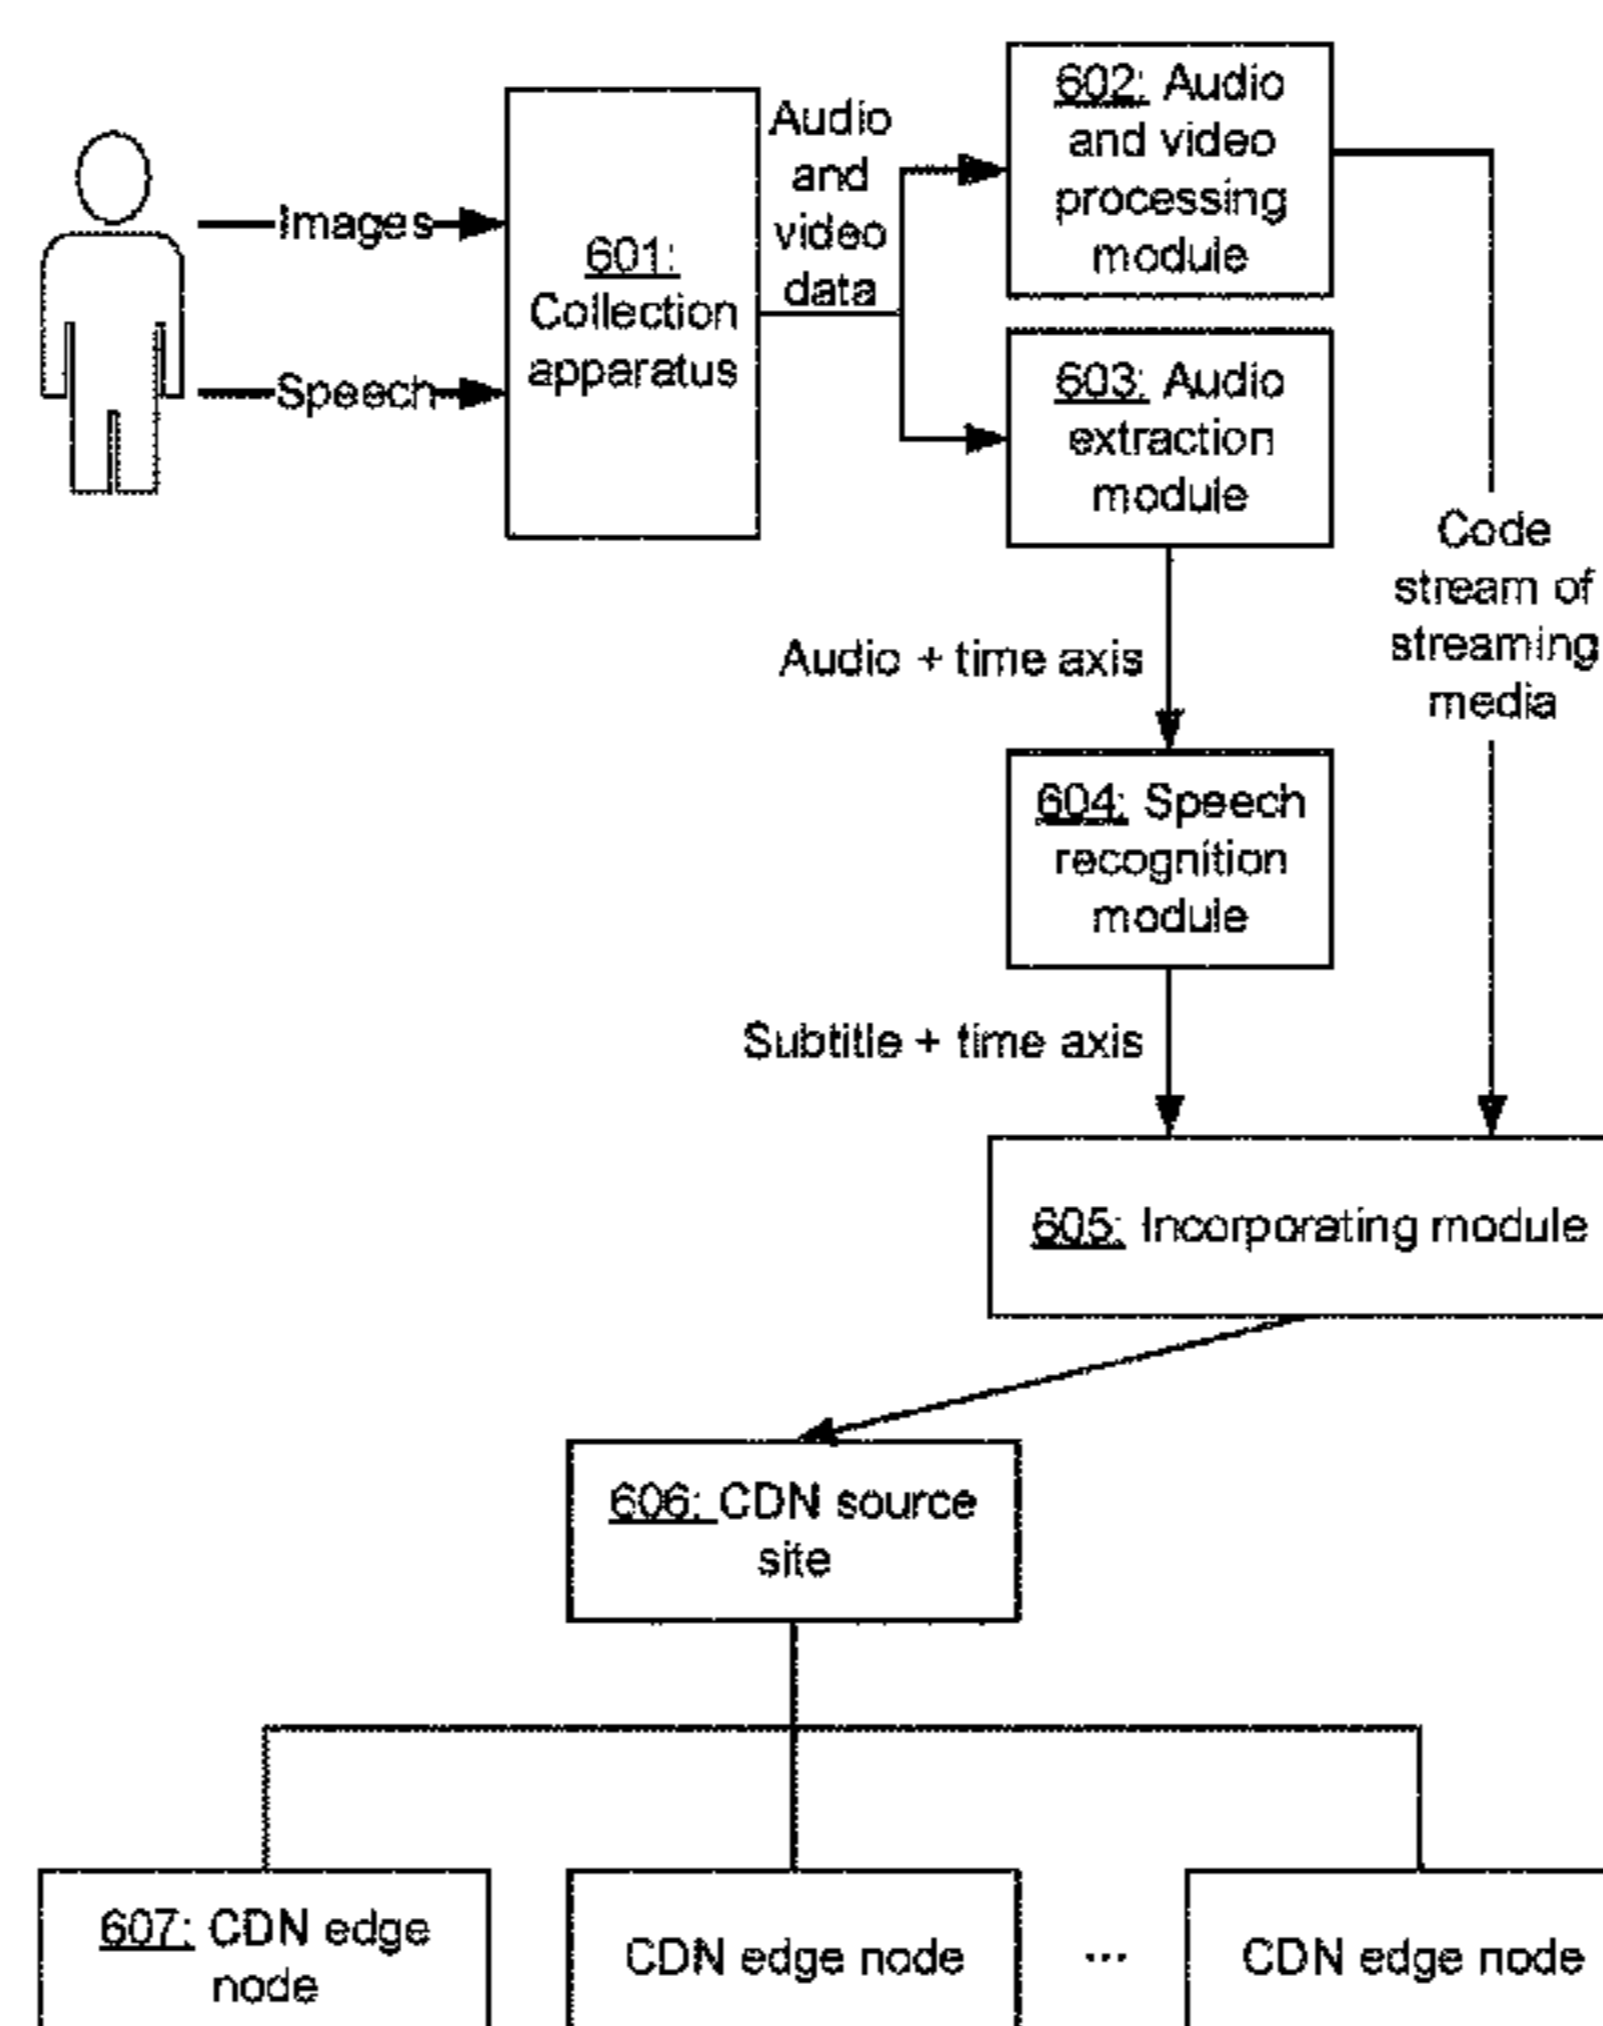 Images
Speech
601:
Collection
apparatus
Audio
and
video
data
602: Audio
and video
processing
module
603: Audio
extraction
module
Code
stream of
streaming
media
Audio + time axis
604: Speech
recognition
module
Subtitle + time axis
605: Incorporating module
606: CDN source
site
607: CDN edge
node
CDN edge node
...
CDN edge node